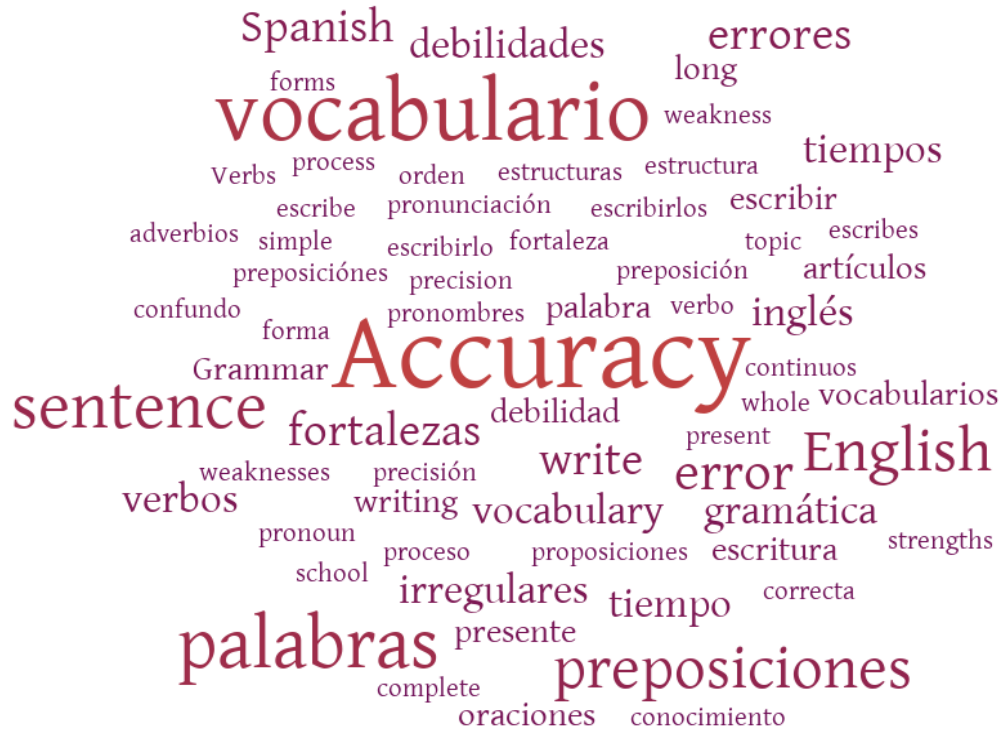 Spanish debilidades errores
forms long
vocabulario weakness
tiempos
Verbs process orden estructuras estructura
escribe pronunciación escribirlos escribir
adverbios simple escribirlo fortaleza topic escribes
preposiciónes precision preposición artículos
confundo pronombres palabra verbo inglés
forma
Grammar Accuracy continuos
sentence fortalezas debilidad whole vocabularios
weaknesses precisión write present error English
verbos writing vocabulary gramática
pronoun proceso proposiciones escritura strengths
school irregulares tiempo correcta
palabras presente
complete preposiciones
oraciones conocimiento